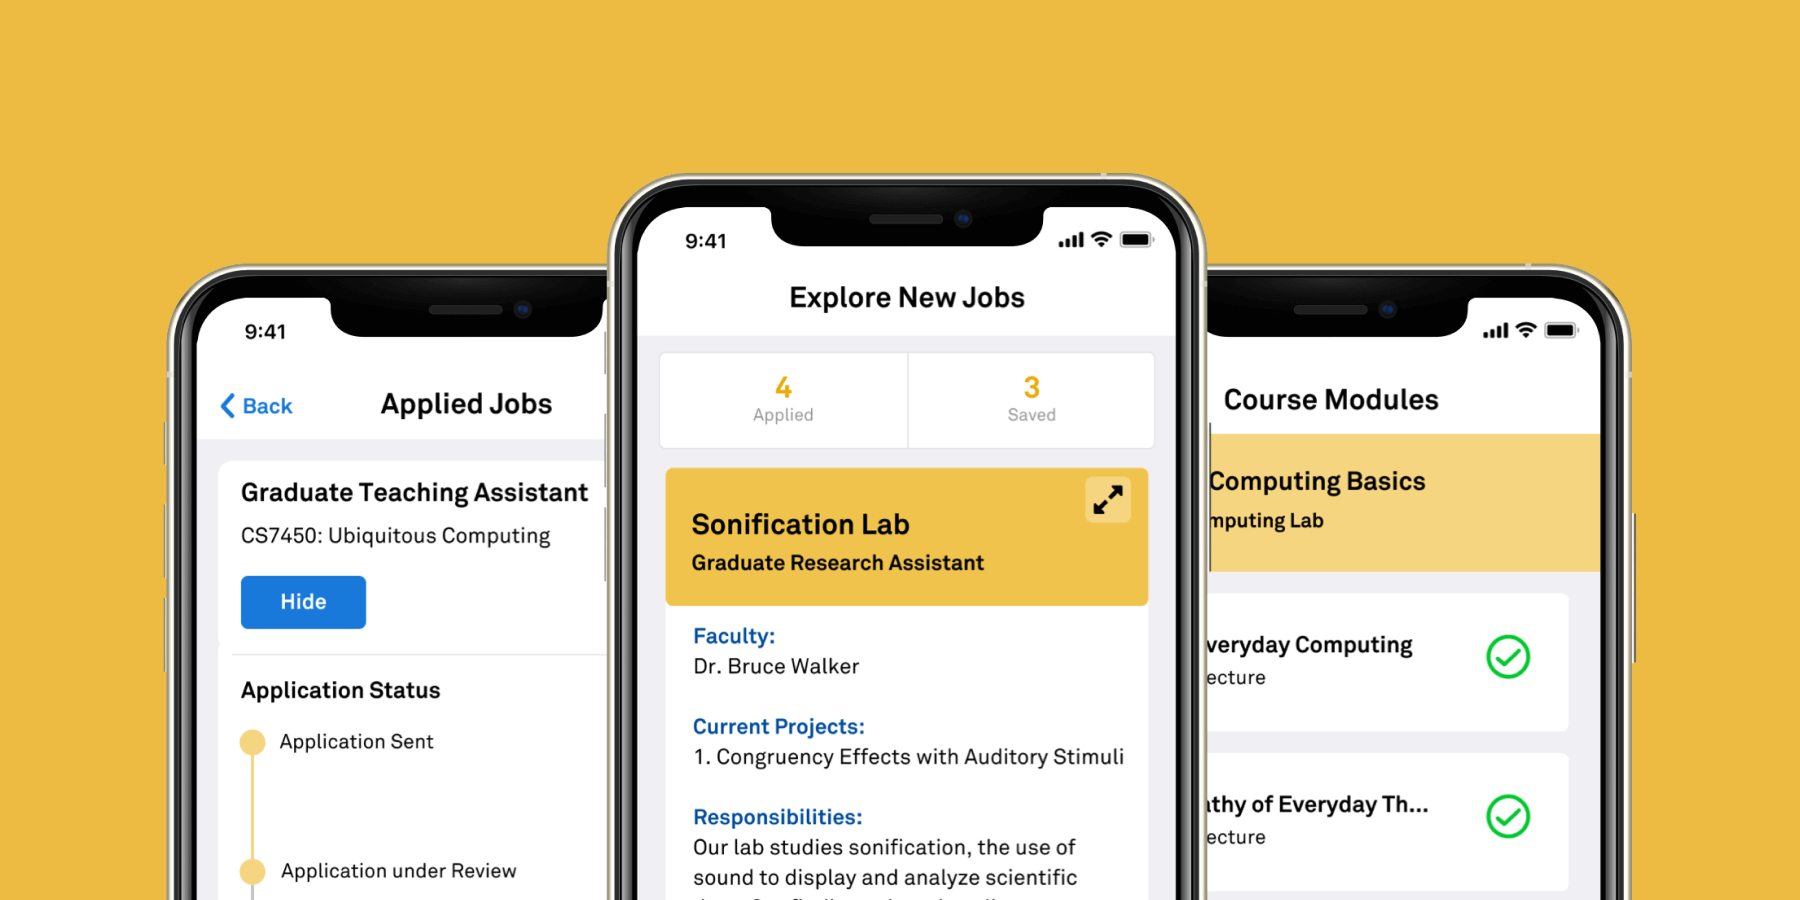 9:41
Back
Applied Jobs
Graduate Teaching Assistant
CS7450: Ubiquitous Computing
Hide
Application Status
Application Sent
Application under Review
9:41
Explore New Jobs
4
Applied
3
Saved
Sonification Lab
Graduate Research Assistant
Faculty:
Dr. Bruce Walker
Current Projects:
1. Congruency Effects with Auditory Stimuli
Responsibilities:
Our lab studies sonification, the use of
sound to display and analyze scientific
Course Modules
Computing Basics
mputing Lab
veryday Computing
ecture
thy of Everyday Th...
ecture